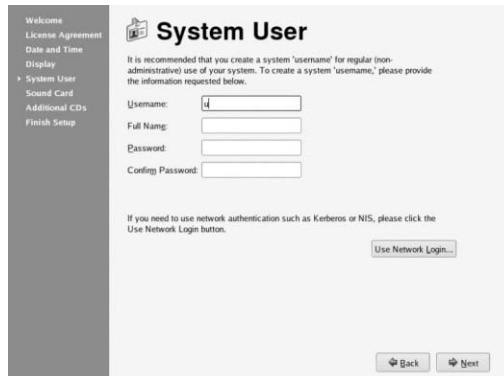 Welcome
License Agreement
Date and Time
Display
System User
Sound Card
Additional CDs
Finish Setup
System User
It is recommended that you create a system 'username' for regular (non-
administrative) use of your system. To create a system 'username,' please provide
the information requested below.
Username: u
Full Name:
Password:
Confirm Password:
If you need to use network authentication such as Kerberos or NIS, please click the
Use Network Login button.
Use Network Login...
Back
Next